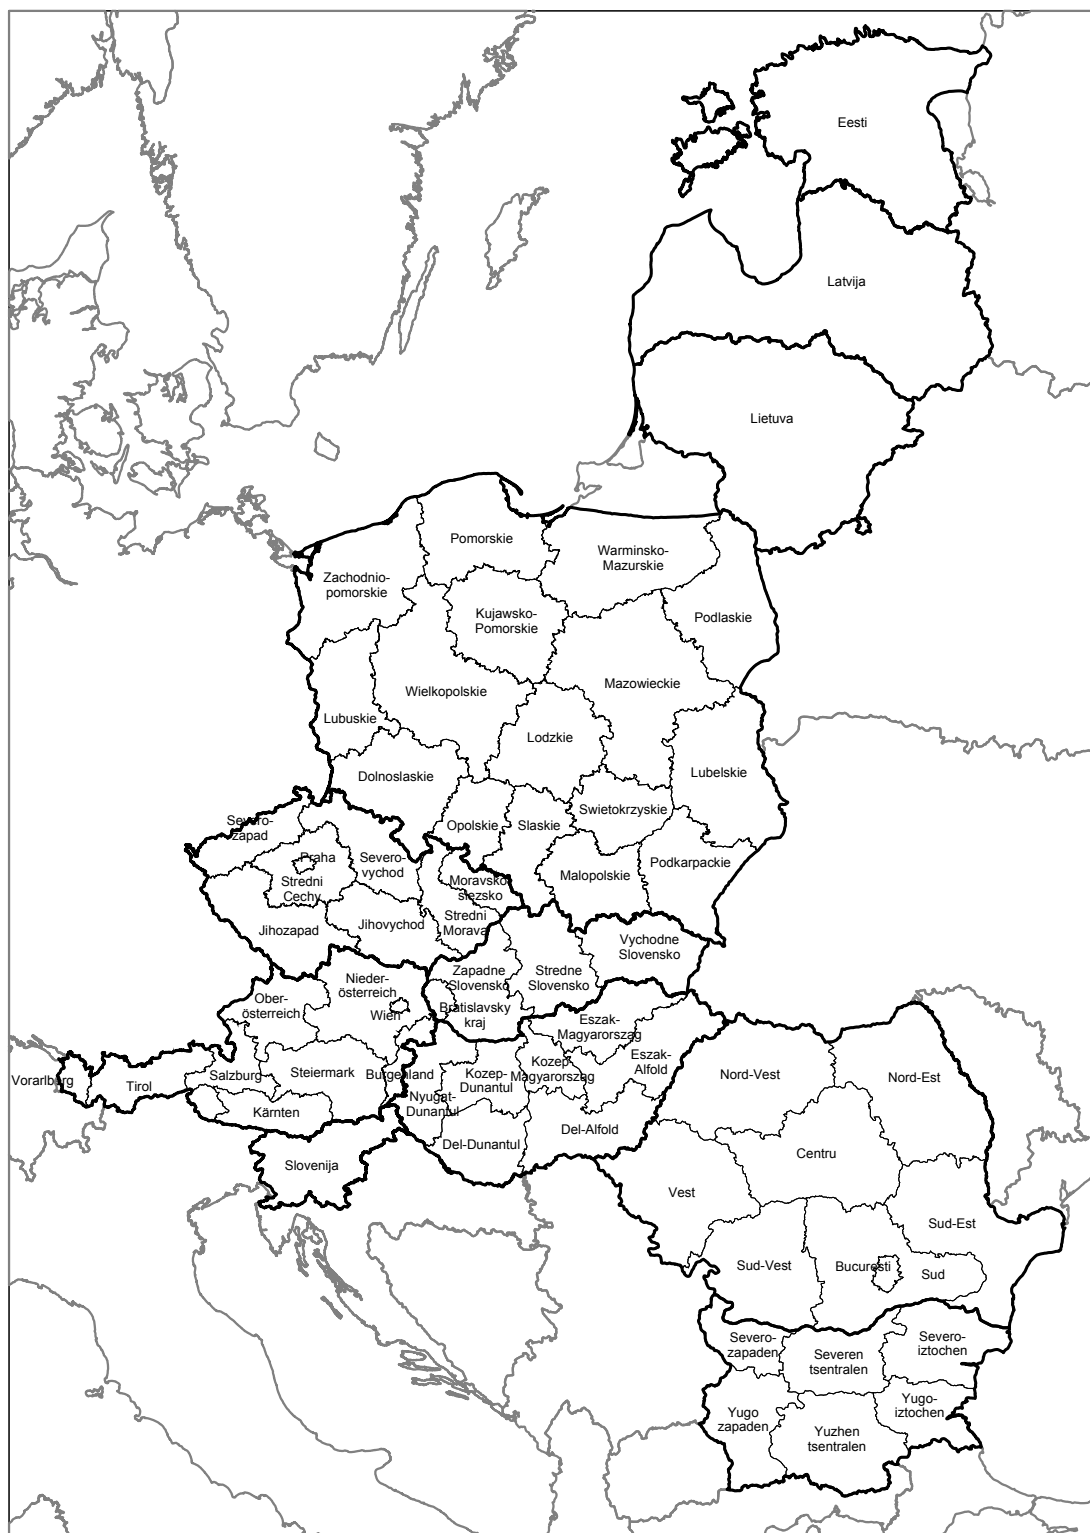 Eesti
Latvija
Lietuva
Pomorskie
Warminsko-
Mazurskie
Zachodnio-
pomorskie
Kujawsko-
Pomorskie
Podlaskie
Wielkopolskie
Mazowieckie
Lubuskie
Lodzkie
Dolnoslaskie
Lubelskie
Opolskie
Slaskie
Swietokrzyskie
Severo-
zapad
Praha
Severo-
vychod
Stredni
Cechy
Moravsko-
slezsko
Malopolskie
Podkarpackie
Jihozapad
Jihovychod
Stredni
Morava
Vychodne
Slovensko
Zapadne
Slovensko
Stredne
Slovensko
Nieder-
österreich
Ober-
österreich
Wien
Bratislavsky
kraj
Eszak-
Magyarorszag
Eszak-
Alfold
Vorarlberg
Tirol
Salzburg
Steiermark
Burgenland
Kozep-
Dunantul
Kozep-
Magyarorszag
Nyugat-
Dunantul
Kärnten
Del-Dunantul
Del-Alfold
Slovenija
Nord-Vest
Nord-Est
Centru
Vest
Sud-Est
Sud-Vest
Bucuresti
Sud
Severo-
zapaden
Severen
tsentralen
Severo-
iztochen
Yugo
zapaden
Yuzhen
tsentralen
Yugo-
iztochen